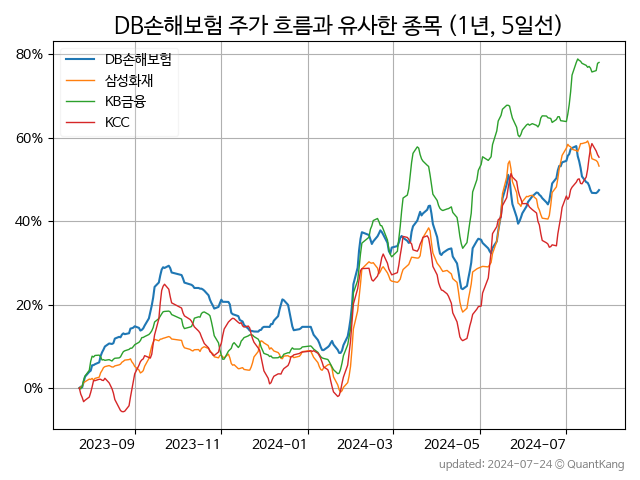 DB손해보험 주가 흐름과 유사한 종목 (1년, 5일선)
80%
60%
40%
20%
0%
DB손해보험
삼성화재
KB금융
KCC
2023-09
2023-11
2024-01
2024-03
2024-05
2024-07
updated: 2024-07-24 © QuantKang